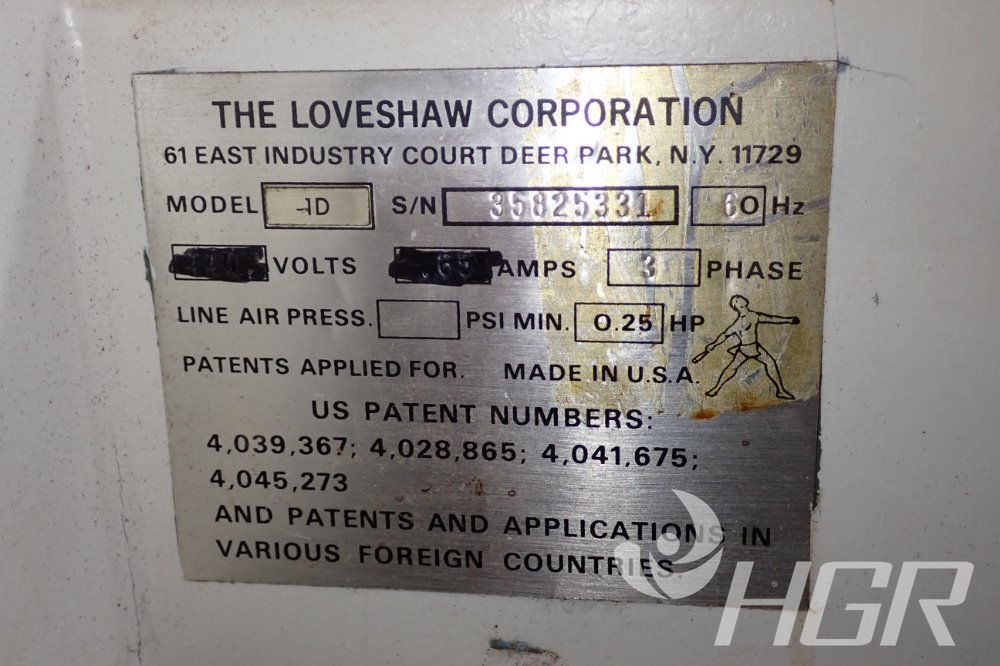 THE LOVESHAW CORPORATION
61 EAST INDUSTRY COURT DEER PARK, N.Y. 11729
MODEL S/N 35825331 60 Hz
VOLTS 65 AMPS 3 PHASE
LINE AIR PRESS. PSI MIN. 0.25 HP
PATENTS APPLIED FOR. MADE IN U.S.A.
US PATENT NUMBERS:
4,039,367; 4,028,865; 4,041,675;
4,045,273
AND PATENTS AND APPLICATIONS IN
VARIOUS FOREIGN COUNTRIES.
HGR